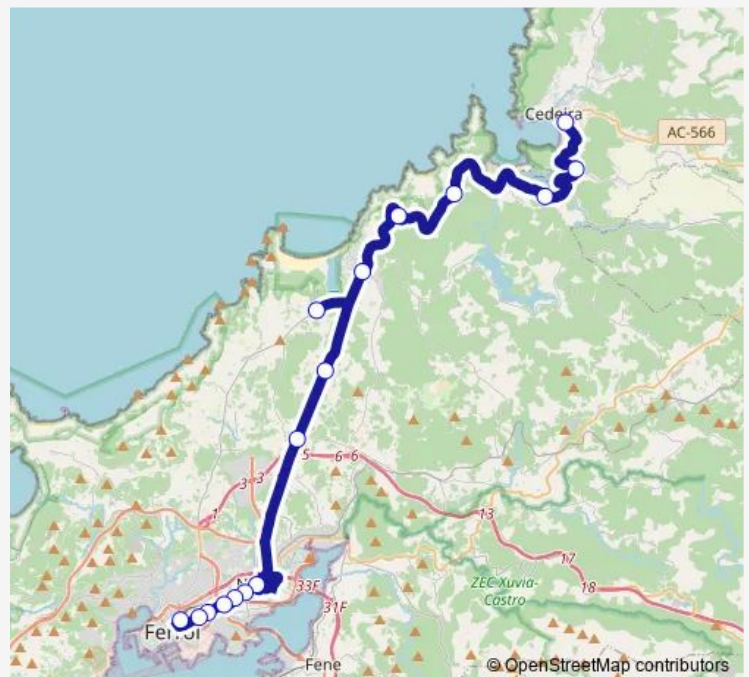 Cedeira
AC-566
5
6
6
3
3
1
13
17
18
33F
31F
ZEC Xuvia-
Castro
N
Ferrol
Fene
© OpenStreetMap contributors